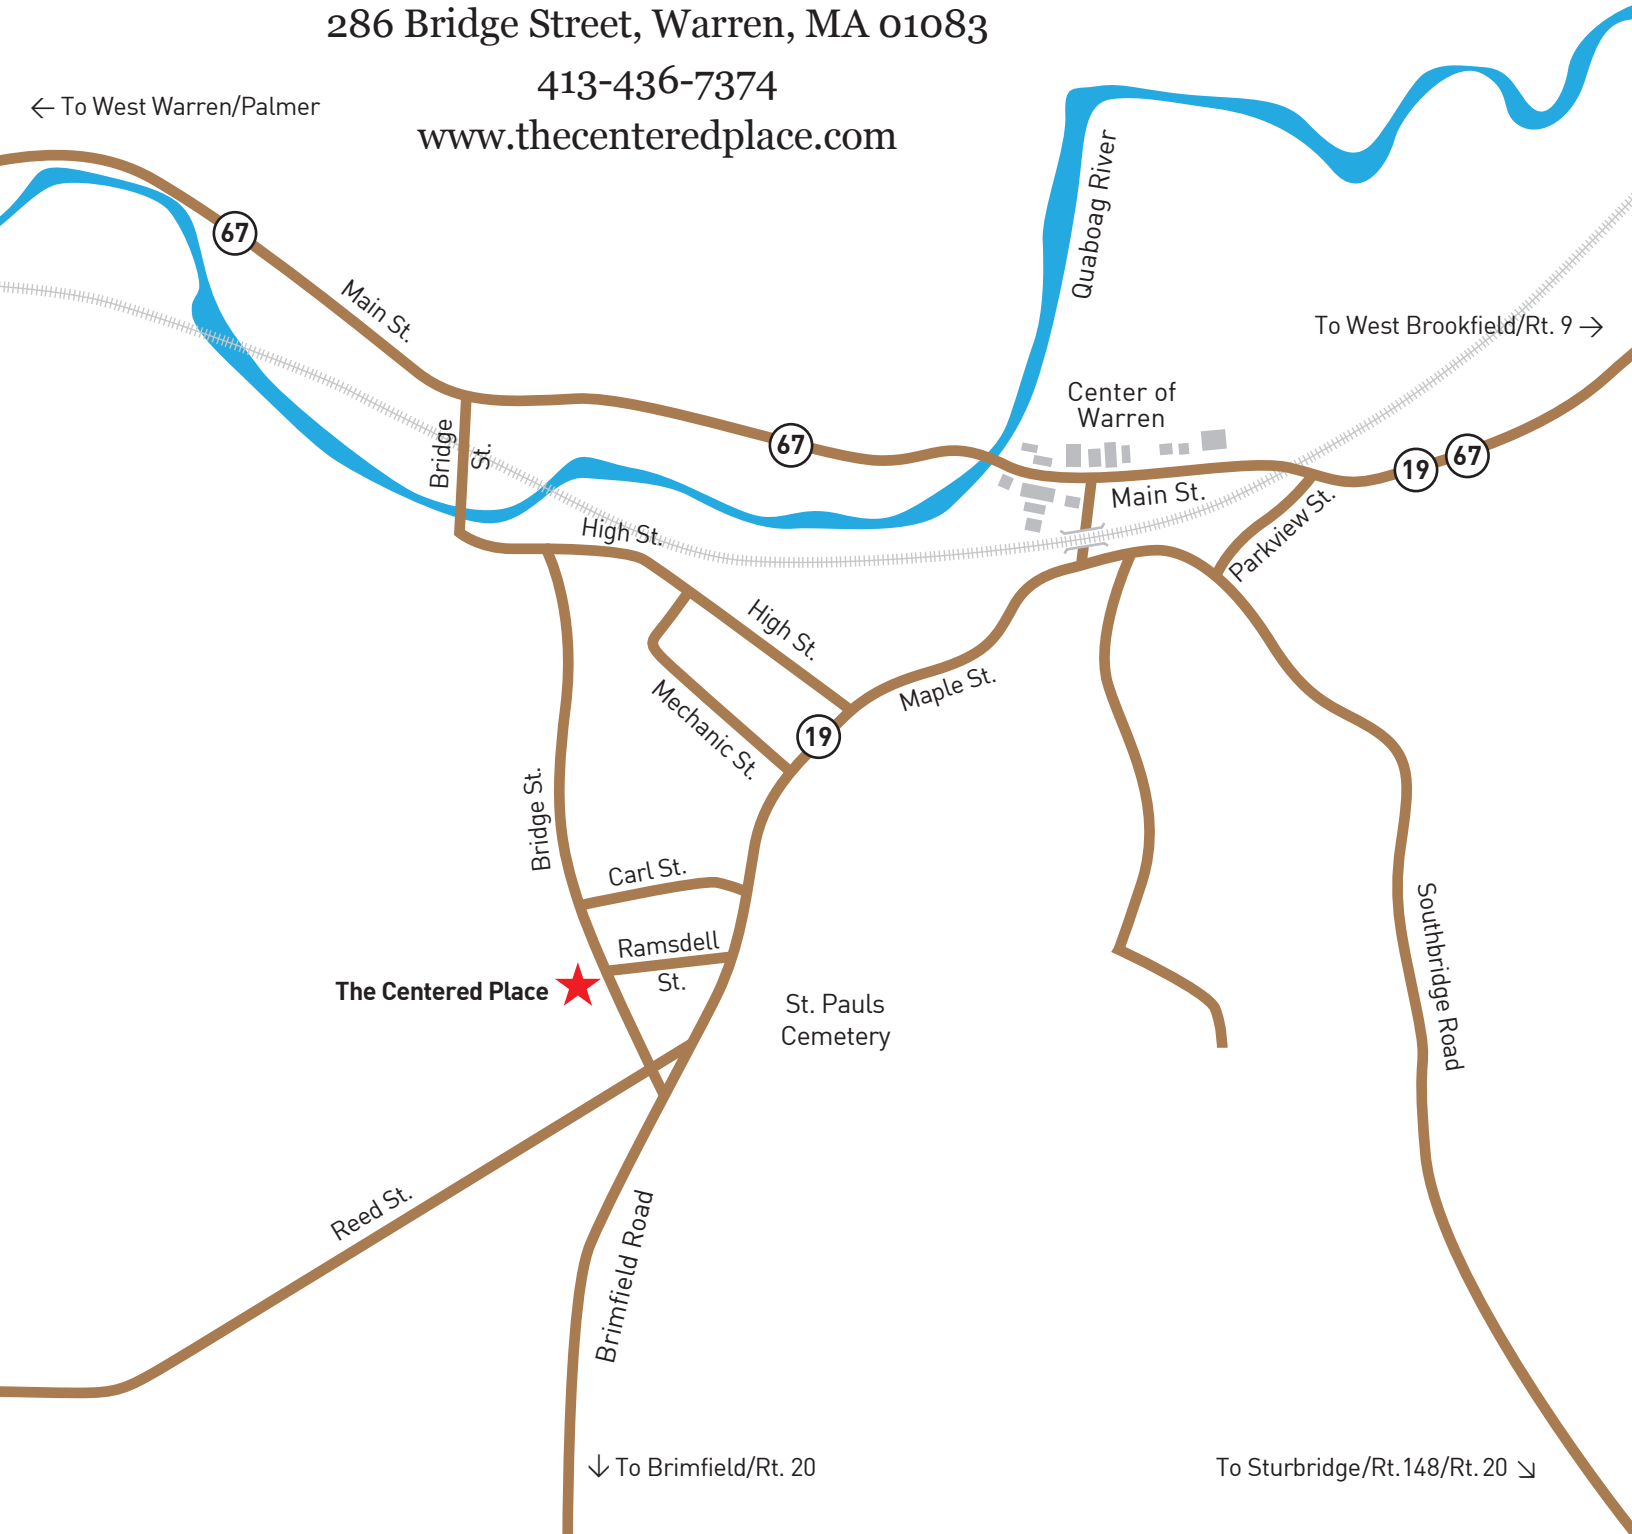 286 Bridge Street, Warren, MA 01083
413-436-7374
www.thecenteredplace.com
← To West Warren/Palmer
67
Main St.
Quaboag River
To West Brookfield/Rt. 9 →
Center of
Warren
Bridge
St.
67
19
67
Main St.
High St.
Parkview St.
High St.
Maple St.
Mechanic St.
19
Bridge St.
Carl St.
Ramsdell
St.
The Centered Place
St. Pauls
Cemetery
Southbridge Road
Reed St.
Brimfield Road
↓ To Brimfield/Rt. 20
To Sturbridge/Rt.148/Rt. 20 ↘